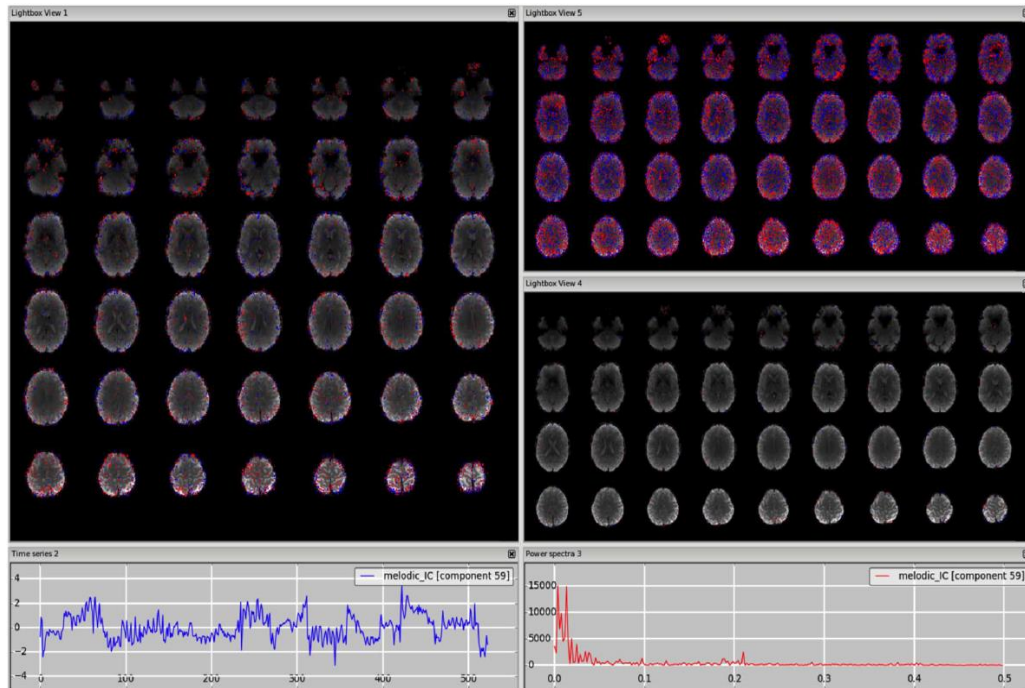 Lightbox View 1
Lightbox View 5
Lightbox View 4
Time series 2
melodic_IC [component 59]
4
2
0
−2
−4
0 100 200 300 400 500
Power spectra 3
melodic_IC [component 59]
15000
10000
5000
0
0.0 0.1 0.2 0.3 0.4 0.5